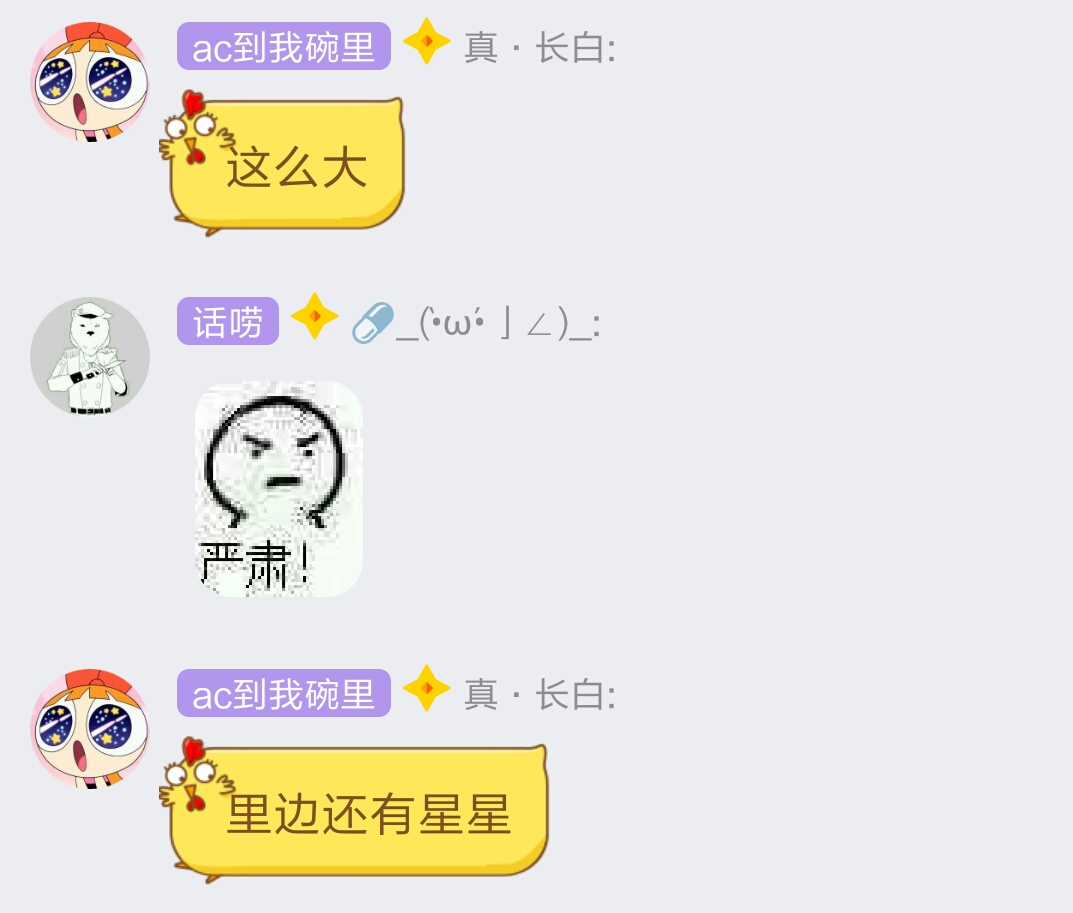 ac到我碗里 真 · 长白:
这么大
话唠 💊_(•̀ω•́ 」∠)_:
严肃!
ac到我碗里 真 · 长白:
里边还有星星